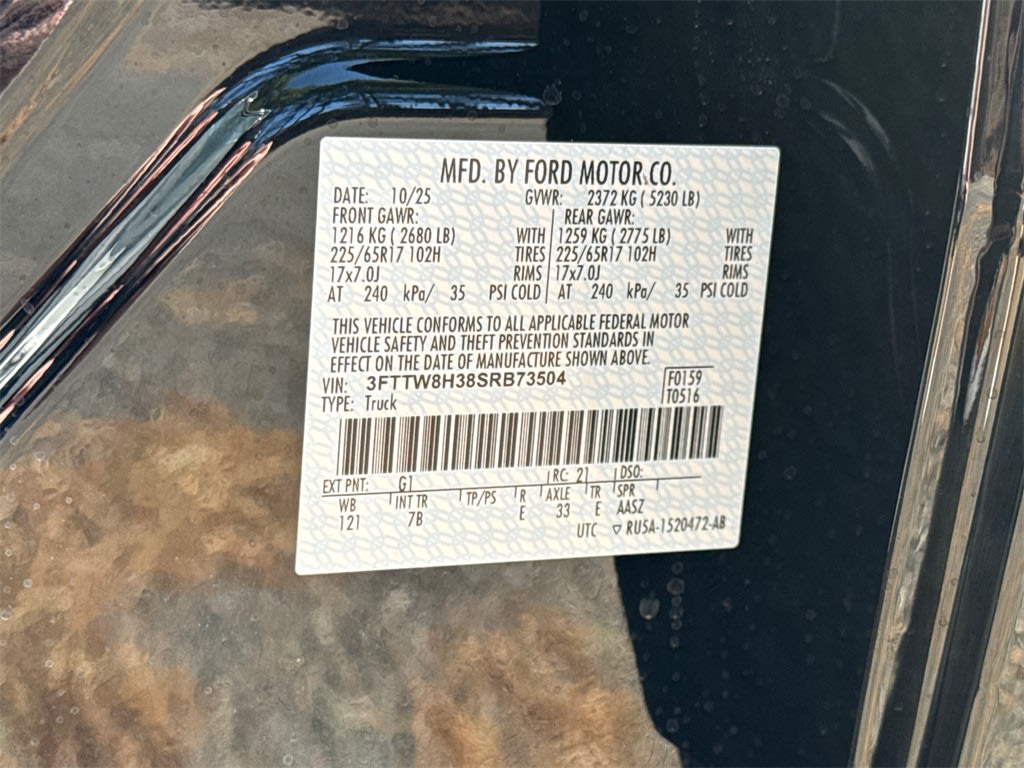 MFD. BY FORD MOTOR CO.
DATE: 10/25 GVWR: 2372 KG ( 5230 LB)
FRONT GAWR: REAR GAWR:
1216 KG ( 2680 LB) WITH 1259 KG ( 2775 LB) WITH
225/65R17 102H TIRES 225/65R17 102H TIRES
17x7.0J RIMS 17x7.0J RIMS
AT 240 kPa/ 35 PSI COLD AT 240 kPa/ 35 PSI COLD
THIS VEHICLE CONFORMS TO ALL APPLICABLE FEDERAL MOTOR
VEHICLE SAFETY AND THEFT PREVENTION STANDARDS IN
EFFECT ON THE DATE OF MANUFACTURE SHOWN ABOVE.
VIN: 3FTTW8H38SRB73504 F0159
TYPE: Truck T0516
EXT PNT: G1 RC: 21 DSO:
WB INT TR TP/PS R AXLE TR SPR
121 7B E 33 E AASZ
UTC ▽ RU5A-1520472-AB